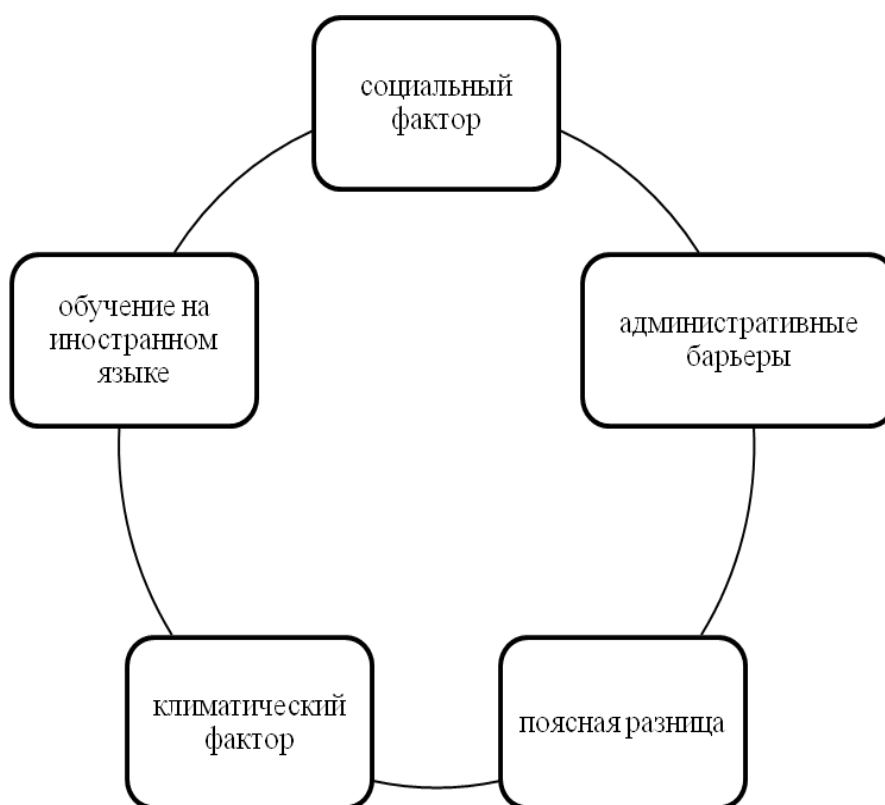 социальный
фактор
административные
барьеры
поясная разница
климатический
фактор
обучение на
иностранном
языке